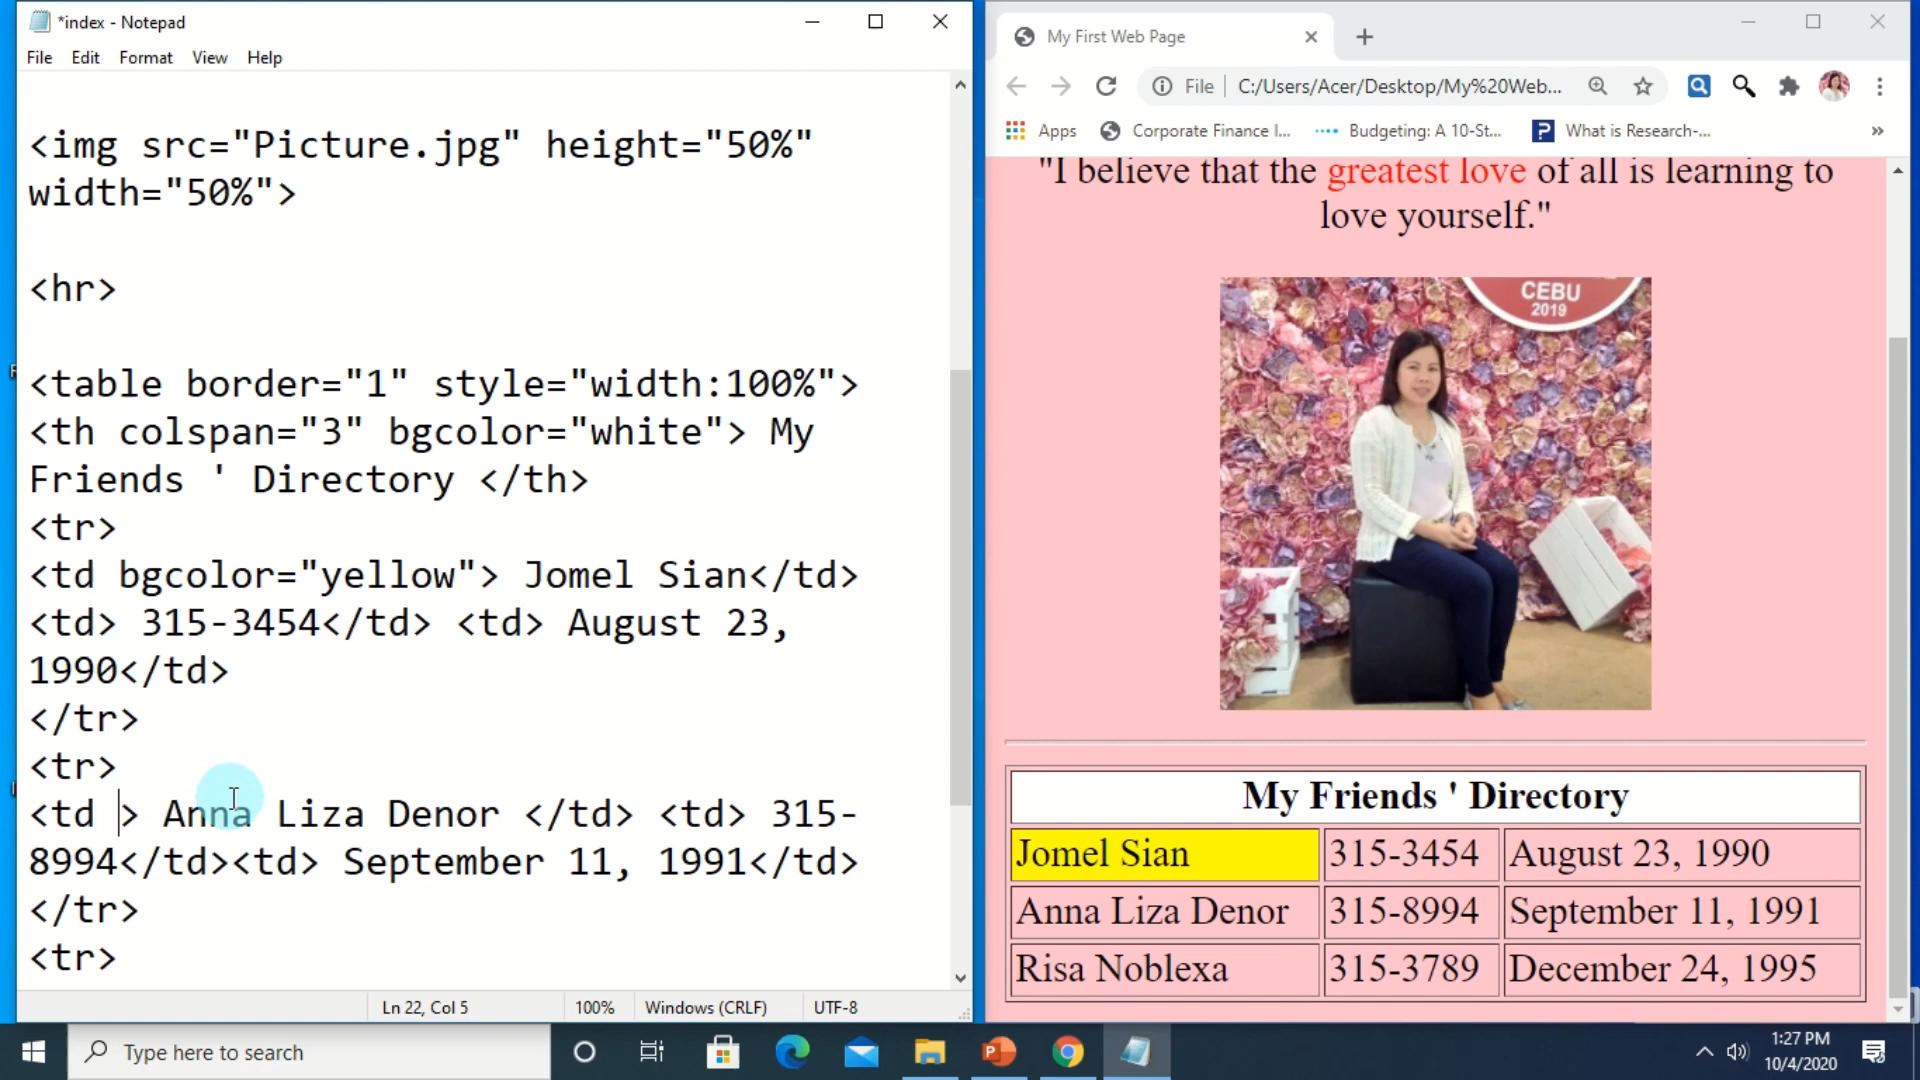 *index - Notepad
File Edit Format View Help
<img src="Picture.jpg" height="50%"
width="50%">
<hr>
<table border="1" style="width:100%">
<th colspan="3" bgcolor="white"> My
Friends ' Directory </th>
<tr>
<td bgcolor="yellow"> Jomel Sian</td>
<td> 315-3454</td> <td> August 23,
1990</td>
</tr>
<tr>
<td > Anna Liza Denor </td> <td> 315-
8994</td><td> September 11, 1991</td>
</tr>
<tr>
Ln 22, Col 5 100% Windows (CRLF) UTF-8
My First Web Page
File C:/Users/Acer/Desktop/My%20Web...
Apps Corporate Finance I... Budgeting: A 10-St... What is Research-...
"I believe that the greatest love of all is learning to
love yourself."
CEBU
2019
My Friends ' Directory
Jomel Sian 315-3454 August 23, 1990
Anna Liza Denor 315-8994 September 11, 1991
Risa Noblexa 315-3789 December 24, 1995
Type here to search
1:27 PM
10/4/2020